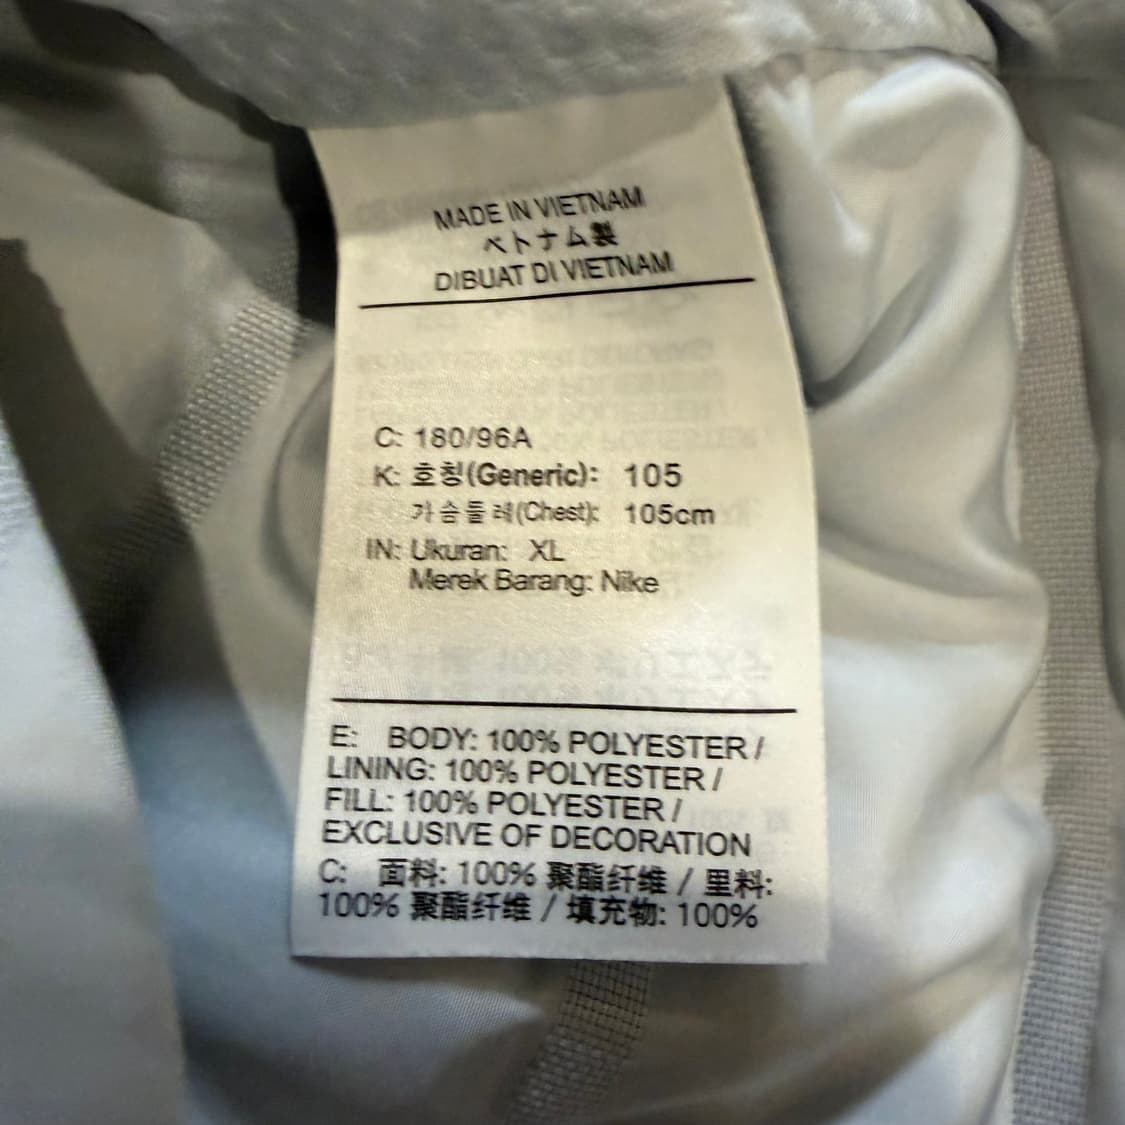 MADE IN VIETNAM
ベトナム製
DIBUAT DI VIETNAM
C: 180/96A
K: 호칭(Generic): 105
가슴둘레(Chest): 105cm
IN: Ukuran: XL
Merek Barang: Nike
E: BODY: 100% POLYESTER /
LINING: 100% POLYESTER /
FILL: 100% POLYESTER /
EXCLUSIVE OF DECORATION
C: 面料: 100% 聚酯纤维 / 里料:
100% 聚酯纤维 / 填充物: 100%